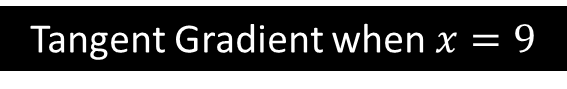 Tangent Gradient when x = 9